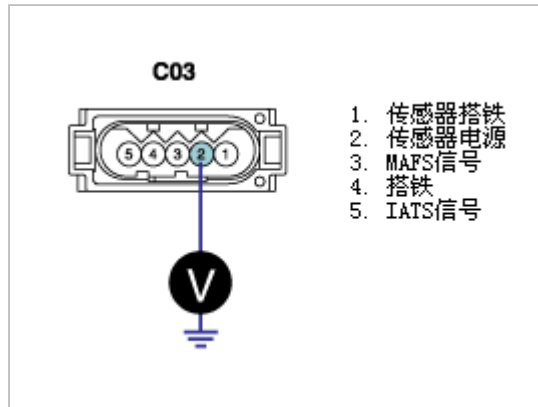 C03
5 4 3 2 1
1. 传感器搭铁
2. 传感器电源
3. MAFS信号
4. 搭铁
5. IATS信号
V